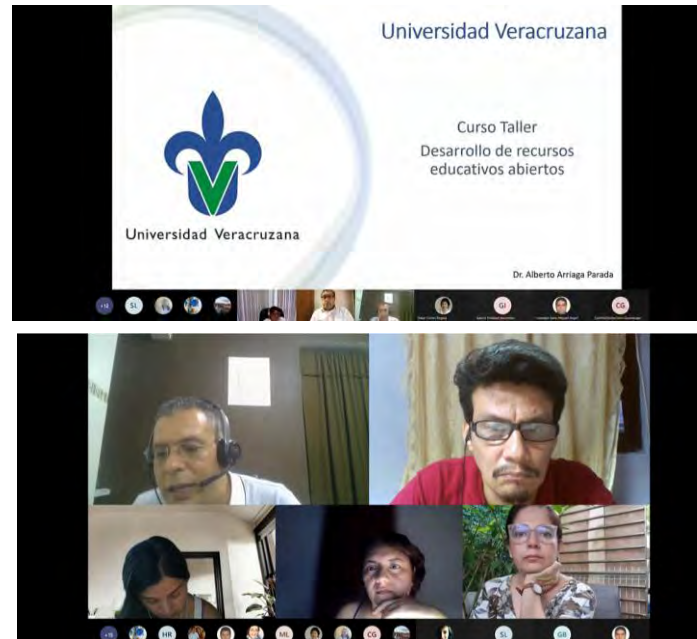 Universidad Veracruzana
Curso Taller
Desarrollo de recursos
educativos abiertos
Universidad Veracruzana
Dr. Alberto Arriaga Parada
SL
GI
CG
HR
ML
CG
SL
GR